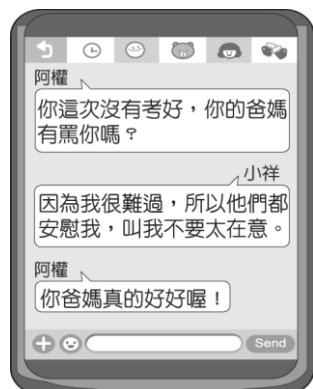 阿權
你這次沒有考好，你的爸媽
有罵你嗎？
小祥
因為我很難過，所以他們都
安慰我，叫我不要太在意。
阿權
你爸媽真的好好喔！
Send